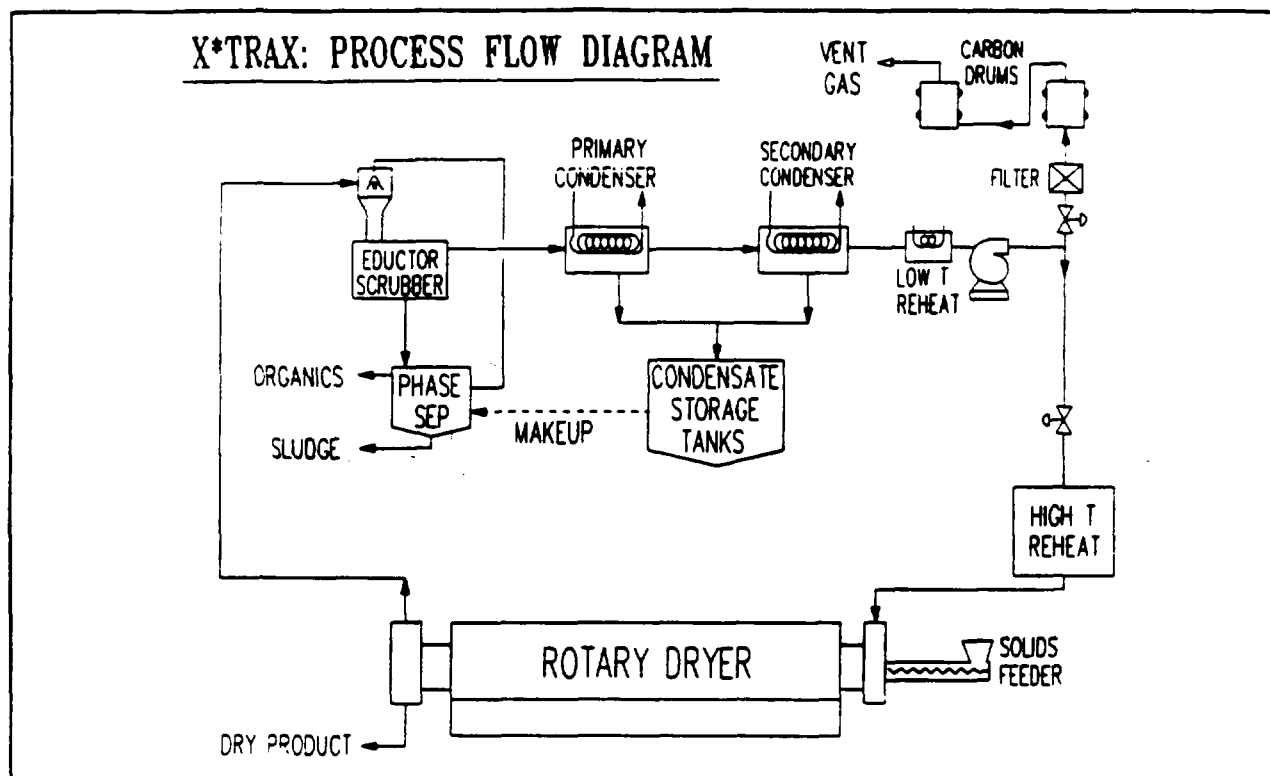 X*TRAX: PROCESS FLOW DIAGRAM
VENT
GAS
CARBON
DRUMS
PRIMARY
CONDENSER
SECONDARY
CONDENSER
FILTER
EDUCTOR
SCRUBBER
LOW T
REHEAT
ORGANICS
PHASE
SEP
SLUDGE
MAKEUP
CONDENSATE
STORAGE
TANKS
HIGH T
REHEAT
ROTARY DRYER
SOLIDS
FEEDER
DRY PRODUCT